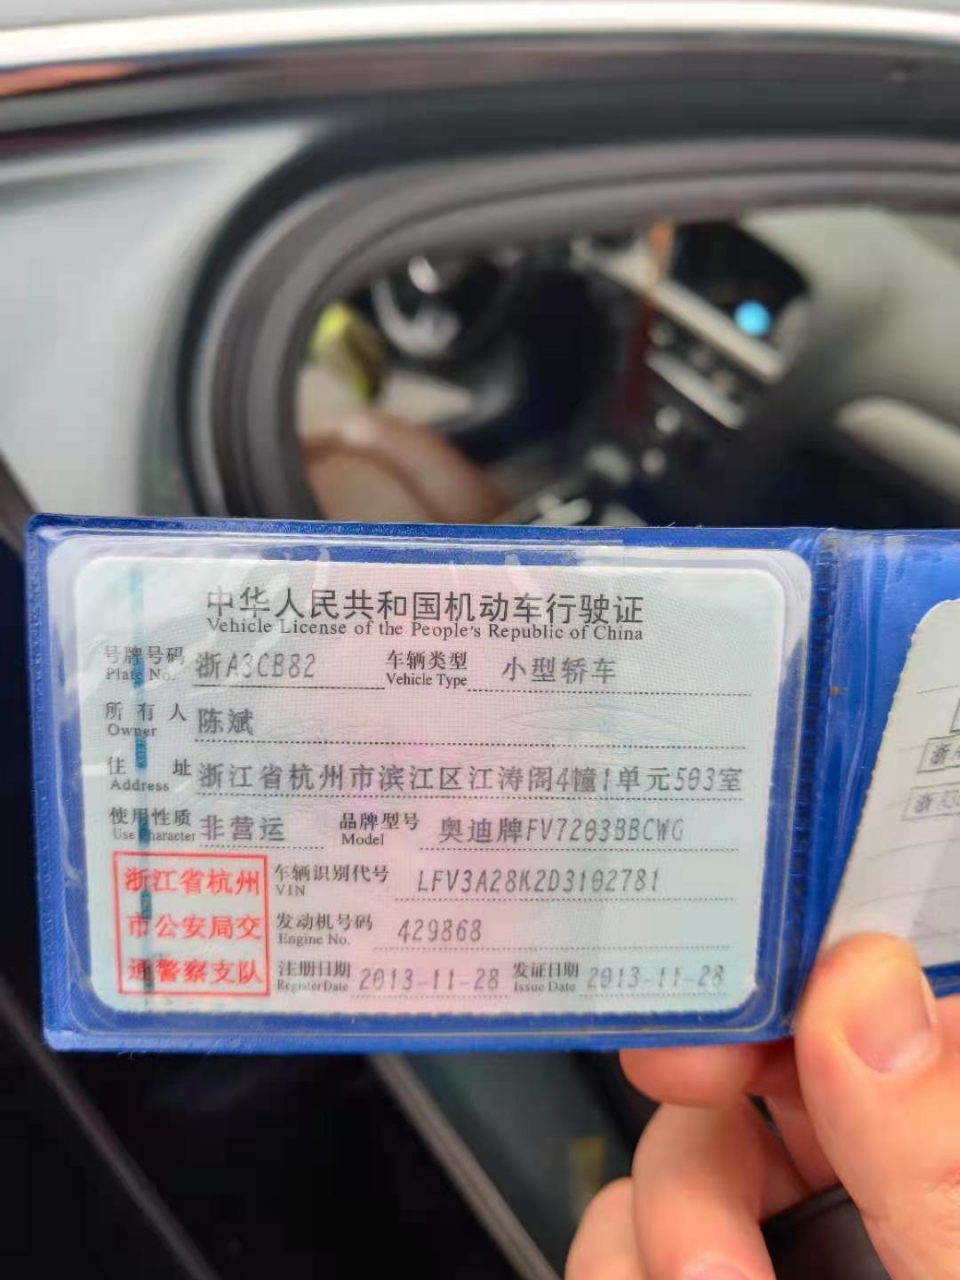 中华人民共和国机动车行驶证
Vehicle License of the People's Republic of China
号牌号码 浙A3CB82 车辆类型 小型轿车
Plate No. Vehicle Type
所有人 陈斌
Owner
住址 浙江省杭州市滨江区江涛阁4幢1单元503室
Address
使用性质 非营运 品牌型号 奥迪牌FV7203BBCWG
Use Character Model
浙江省杭州 车辆识别代号 LFV3A28K2D3102781
VIN
市公安局交 发动机号码 429868
Engine No.
通警察支队 注册日期 2013-11-28 发证日期 2013-11-28
Register Date Issue Date